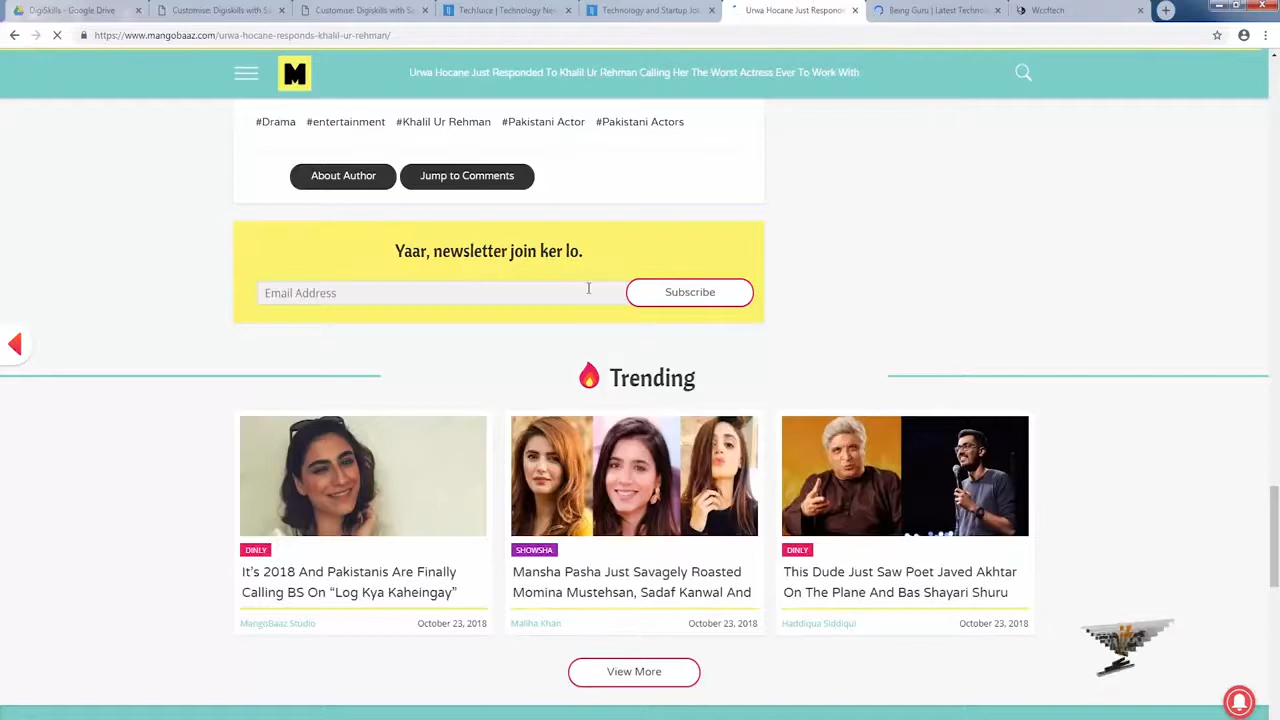 DigiSkills - Google Drive
Customise: Digiskills with Sa
Customise: Digiskills with Sa
TechJuice | Technology Ne
Technology and Startup Jou
Urwa Hocane Just Respond
Being Guru | Latest Technolo
Wccftech
https://www.mangobaaz.com/urwa-hocane-responds-khalil-ur-rehman/
M
Urwa Hocane Just Responded To Khalil Ur Rehman Calling Her The Worst Actress Ever To Work With
#Drama #entertainment #Khalil Ur Rehman #Pakistani Actor #Pakistani Actors
About Author
Jump to Comments
Yaar, newsletter join ker lo.
Email Address
Subscribe
Trending
DINLY
It's 2018 And Pakistanis Are Finally
Calling BS On “Log Kya Kaheingay”
MangoBaaz Studio
October 23, 2018
SHOWSHA
Mansha Pasha Just Savagely Roasted
Momina Mustehsan, Sadaf Kanwal And
Maliha Khan
October 23, 2018
DINLY
This Dude Just Saw Poet Javed Akhtar
On The Plane And Bas Shayari Shuru
Haddiqua Siddiqui
October 23, 2018
View More